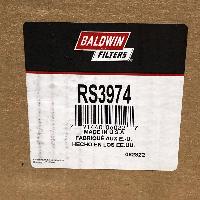 BALDWIN
FILTERS
RS3974
MADE IN U.S.A.
FABRIQUÉ AUX E.-U.
HECHO EN LOS EE.UU.